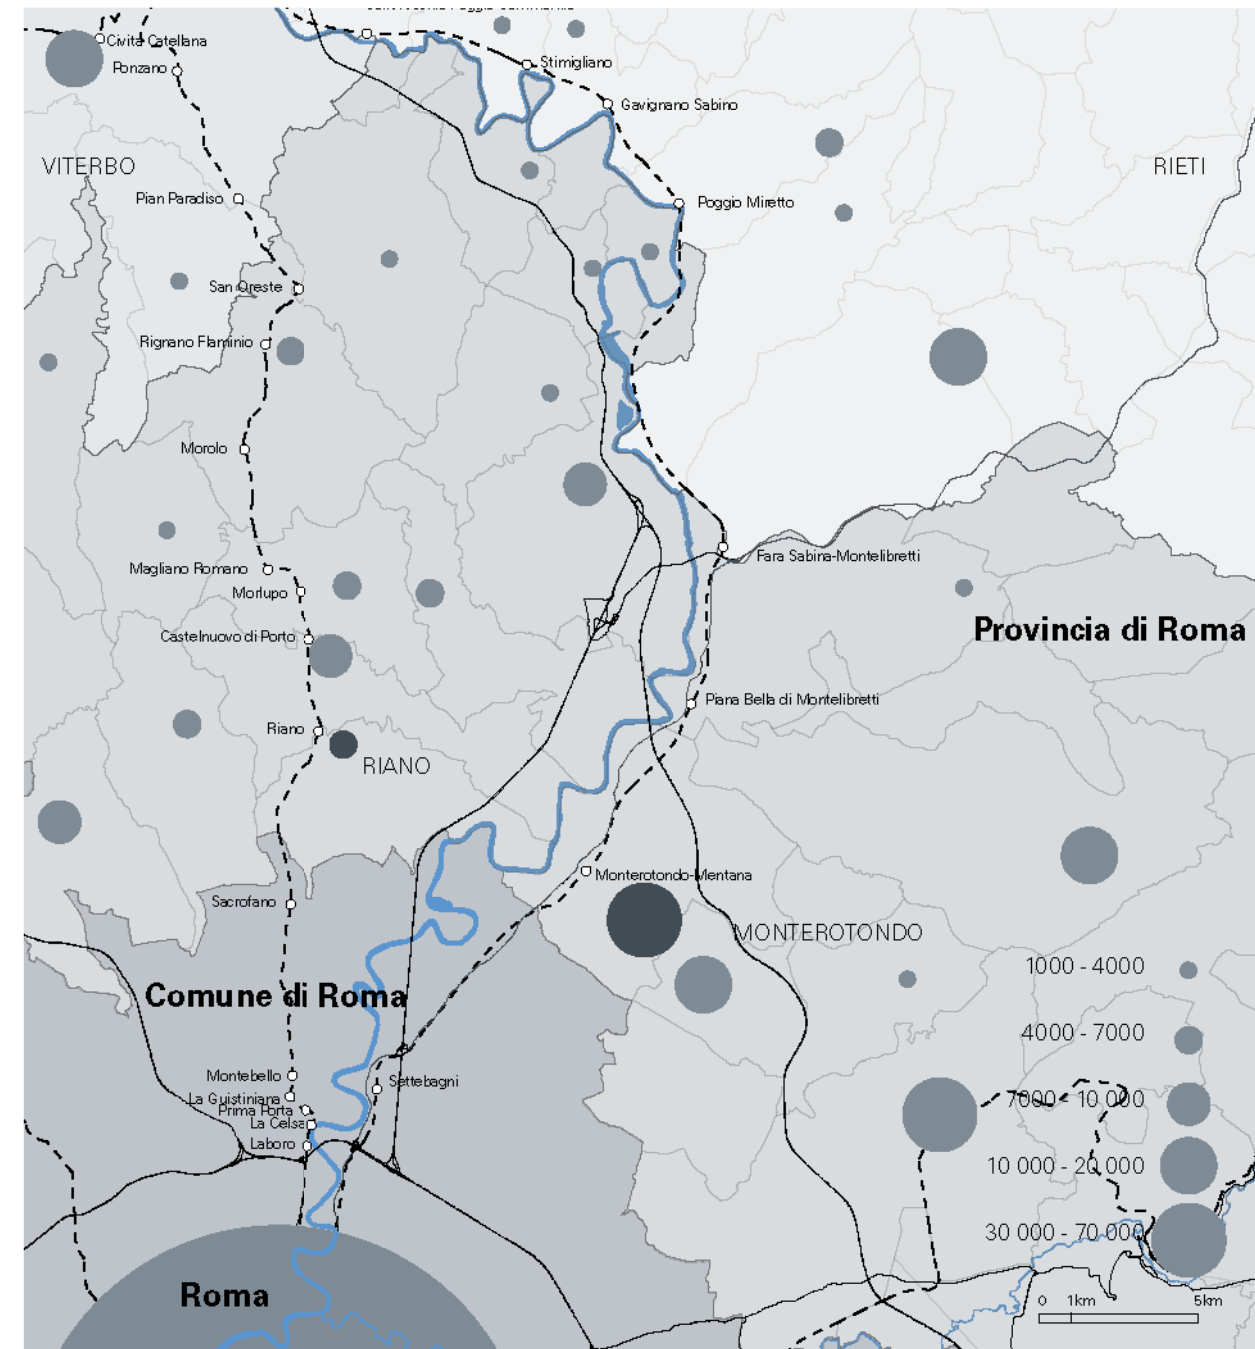 Civita Catellana
Stimigliano
Ponzano
Gavignano Sabino
VITERBO
RIETI
Pian Paradiso
Poggio Miretto
San Oreste
Rignano Flaminio
Morolo
Fara Sabina-Montelibretti
Magliano Romano
Morlupo
Castelnuovo di Porto
Provincia di Roma
Piana Bella di Montelibretti
Riano
RIANO
Monterotondo-Mentana
Sacrofano
MONTEROTONDO
1000 - 4000
Comune di Roma
4000 - 7000
Montebello
Settebagni
La Guistiniana
7000 - 10 000
Prima Porta
La Celsa
Laboro
10 000 - 20 000
30 000 - 70 000
Roma
0 1km 5km